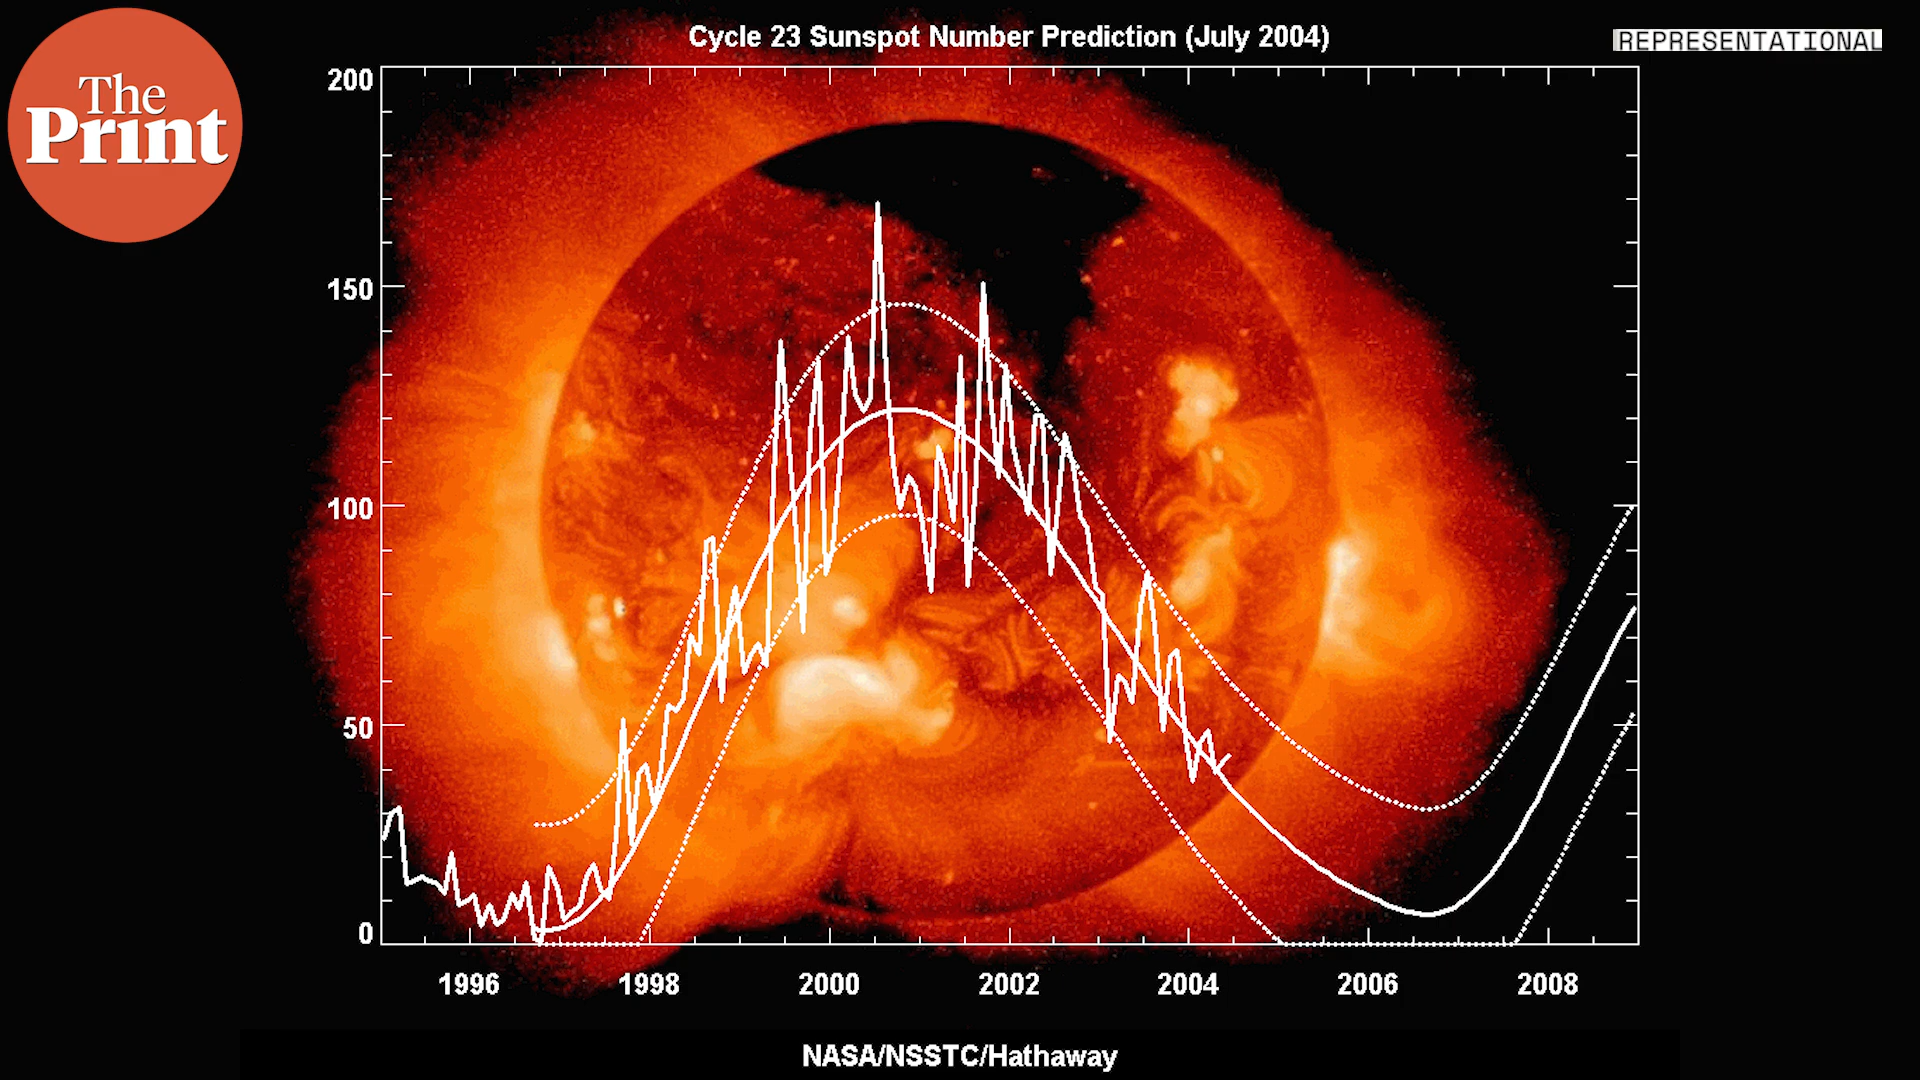 The
Print
Cycle 23 Sunspot Number Prediction (July 2004)
REPRESENTATIONAL
200
150
100
50
0
1996 1998 2000 2002 2004 2006 2008
NASA/NSSTC/Hathaway